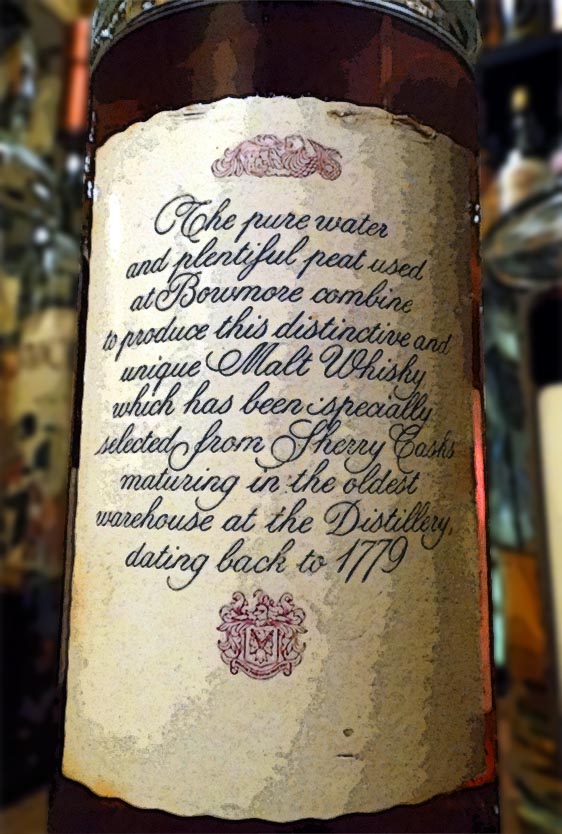 The pure water
and plentiful peat used
at Bowmore combine
to produce this distinctive and
unique Malt Whisky
which has been specially
selected from Sherry Casks
maturing in the oldest
warehouse at the Distillery,
dating back to 1779